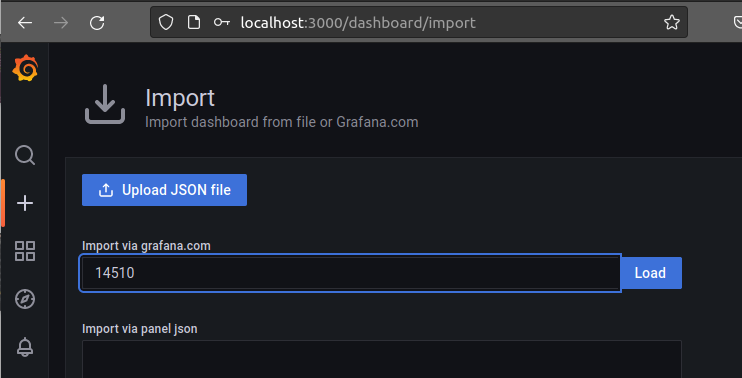 localhost:3000/dashboard/import
Import
Import dashboard from file or Grafana.com
Upload JSON file
Import via grafana.com
14510
Load
Import via panel json